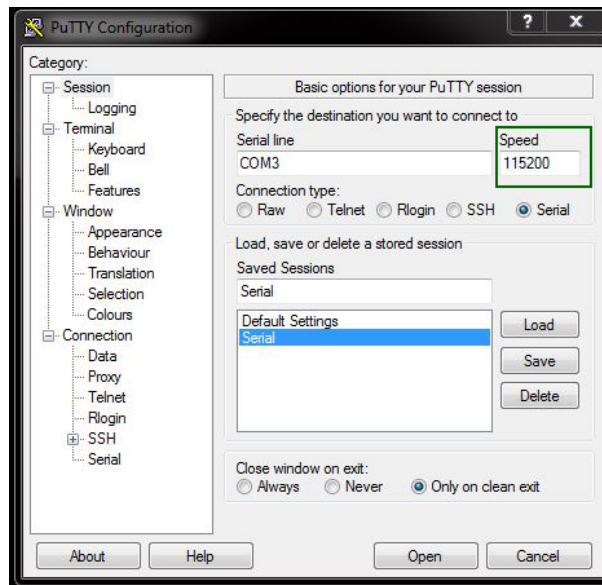 PuTTY Configuration
?
X
Category:
Session
Logging
Terminal
Keyboard
Bell
Features
Window
Appearance
Behaviour
Translation
Selection
Colours
Connection
Data
Proxy
Telnet
Rlogin
SSH
Serial
Basic options for your PuTTY session
Specify the destination you want to connect to
Serial line Speed
COM3 115200
Connection type:
Raw Telnet Rlogin SSH Serial
Load, save or delete a stored session
Saved Sessions
Serial
Default Settings
Serial
Load
Save
Delete
Close window on exit:
Always Never Only on clean exit
About Help Open Cancel